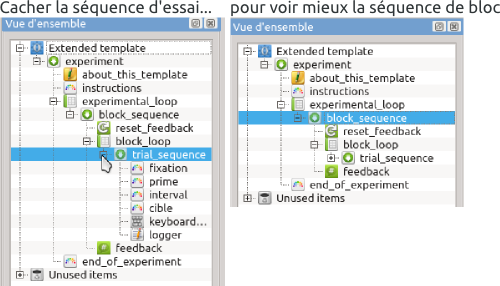 Cacher la séquence d'essai...
Vue d'ensemble
Extended template
experiment
about_this_template
instructions
experimental_loop
block_sequence
reset_feedback
block_loop
trial_sequence
fixation
prime
interval
cible
keyboard...
logger
feedback
end_of_experiment
Unused items
pour voir mieux la séquence de bloc
Vue d'ensemble
Extended template
experiment
about_this_template
instructions
experimental_loop
block_sequence
reset_feedback
block_loop
trial_sequence
feedback
end_of_experiment
Unused items